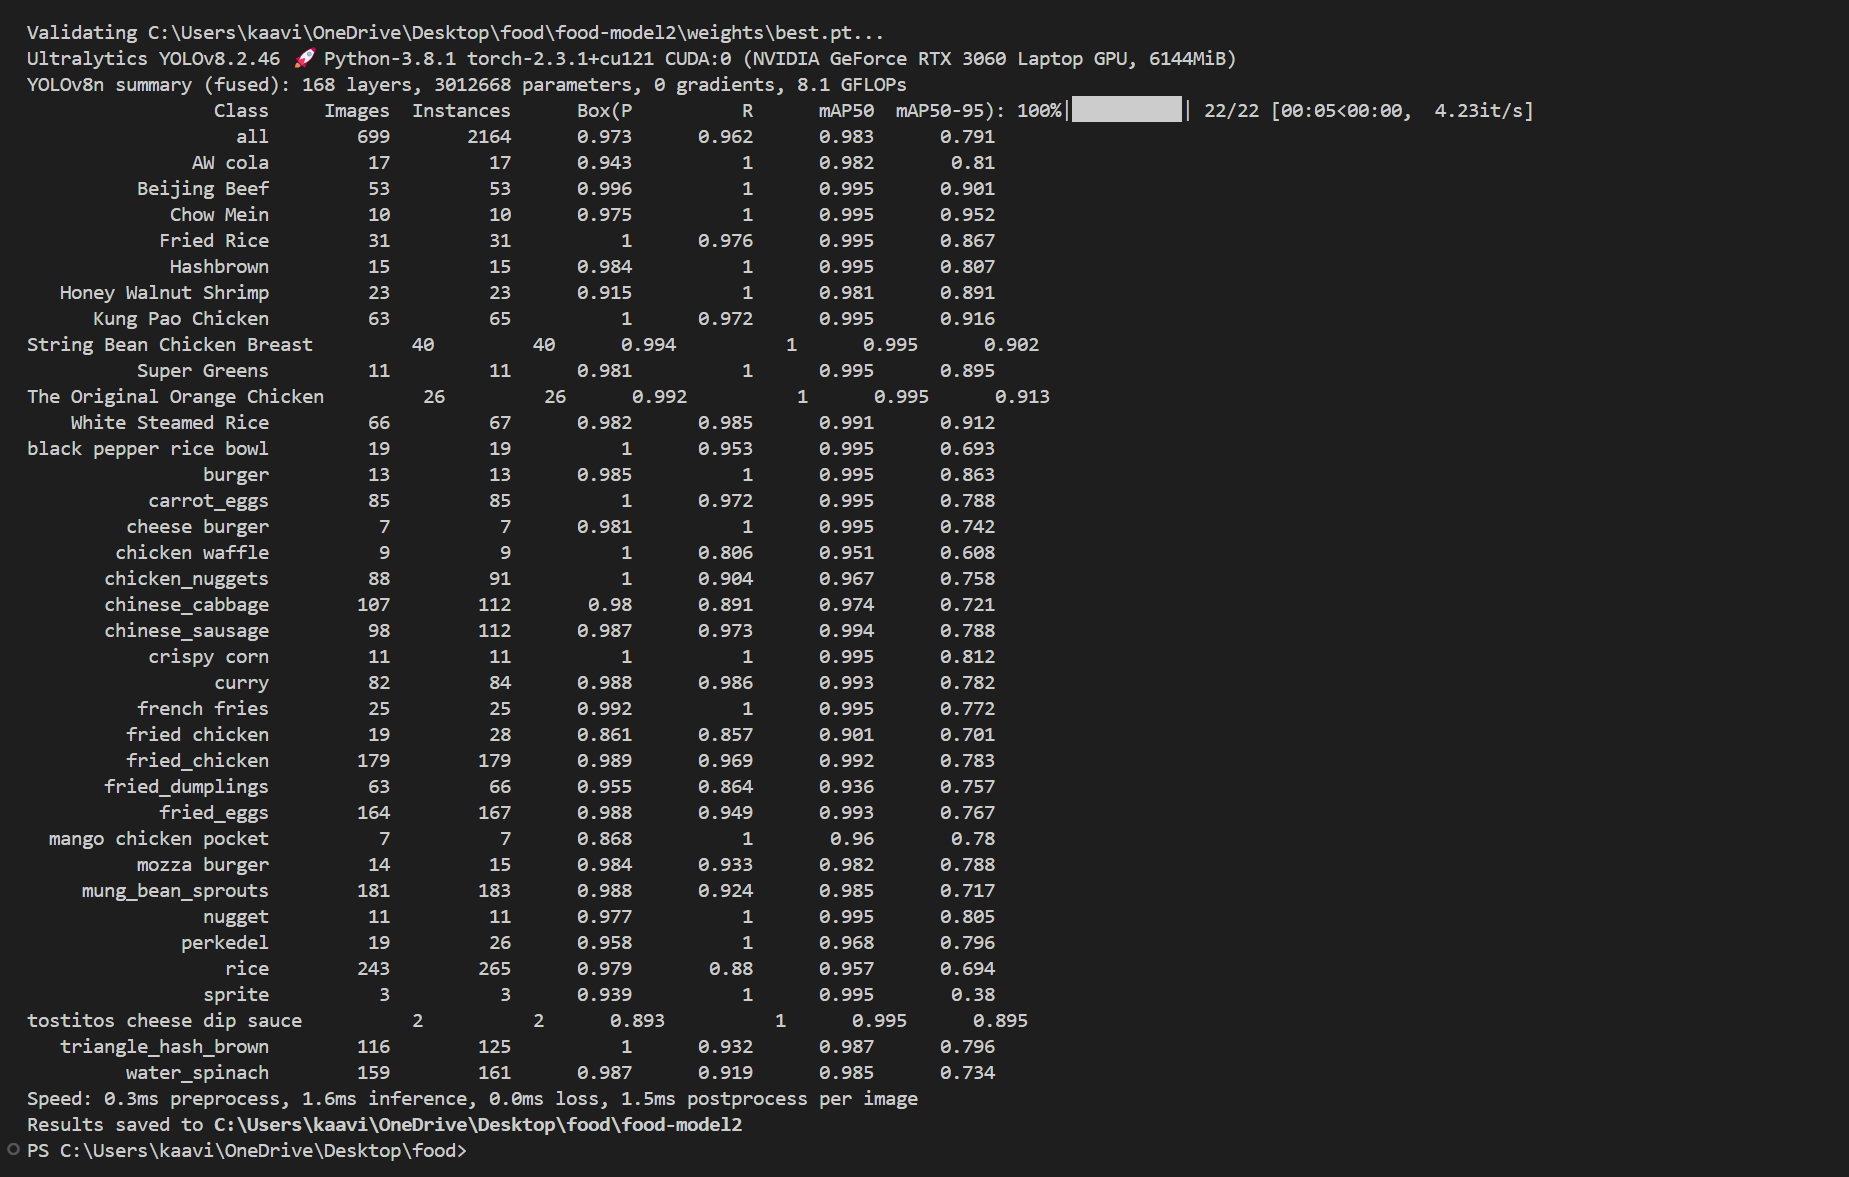 Validating C:\Users\kaavi\OneDrive\Desktop\food\food-model2\weights\best.pt...
Ultralytics YOLOv8.2.46 🚀 Python-3.8.1 torch-2.3.1+cu121 CUDA:0 (NVIDIA GeForce RTX 3060 Laptop GPU, 6144MiB)
YOLOv8n summary (fused): 168 layers, 3012668 parameters, 0 gradients, 8.1 GFLOPs
Class Images Instances Box(P R mAP50 mAP50-95): 100%|██████████| 22/22 [00:05<00:00, 4.23it/s]
all 699 2164 0.973 0.962 0.983 0.791
AW cola 17 17 0.943 1 0.982 0.81
Beijing Beef 53 53 0.996 1 0.995 0.901
Chow Mein 10 10 0.975 1 0.995 0.952
Fried Rice 31 31 1 0.976 0.995 0.867
Hashbrown 15 15 0.984 1 0.995 0.807
Honey Walnut Shrimp 23 23 0.915 1 0.981 0.891
Kung Pao Chicken 63 65 1 0.972 0.995 0.916
String Bean Chicken Breast 40 40 0.994 1 0.995 0.902
Super Greens 11 11 0.981 1 0.995 0.895
The Original Orange Chicken 26 26 0.992 1 0.995 0.913
White Steamed Rice 66 67 0.982 0.985 0.991 0.912
black pepper rice bowl 19 19 1 0.953 0.995 0.693
burger 13 13 0.985 1 0.995 0.863
carrot_eggs 85 85 1 0.972 0.995 0.788
cheese burger 7 7 0.981 1 0.995 0.742
chicken waffle 9 9 1 0.806 0.951 0.608
chicken_nuggets 88 91 1 0.904 0.967 0.758
chinese_cabbage 107 112 0.98 0.891 0.974 0.721
chinese_sausage 98 112 0.987 0.973 0.994 0.788
crispy corn 11 11 1 1 0.995 0.812
curry 82 84 0.988 0.986 0.993 0.782
french fries 25 25 0.992 1 0.995 0.772
fried chicken 19 28 0.861 0.857 0.901 0.701
fried_chicken 179 179 0.989 0.969 0.992 0.783
fried_dumplings 63 66 0.955 0.864 0.936 0.757
fried_eggs 164 167 0.988 0.949 0.993 0.767
mango chicken pocket 7 7 0.868 1 0.96 0.78
mozza burger 14 15 0.984 0.933 0.982 0.788
mung_bean_sprouts 181 183 0.988 0.924 0.985 0.717
nugget 11 11 0.977 1 0.995 0.805
perkedel 19 26 0.958 1 0.968 0.796
rice 243 265 0.979 0.88 0.957 0.694
sprite 3 3 0.939 1 0.995 0.38
tostitos cheese dip sauce 2 2 0.893 1 0.995 0.895
triangle_hash_brown 116 125 1 0.932 0.987 0.796
water_spinach 159 161 0.987 0.919 0.985 0.734
Speed: 0.3ms preprocess, 1.6ms inference, 0.0ms loss, 1.5ms postprocess per image
Results saved to C:\Users\kaavi\OneDrive\Desktop\food\food-model2
PS C:\Users\kaavi\OneDrive\Desktop\food>